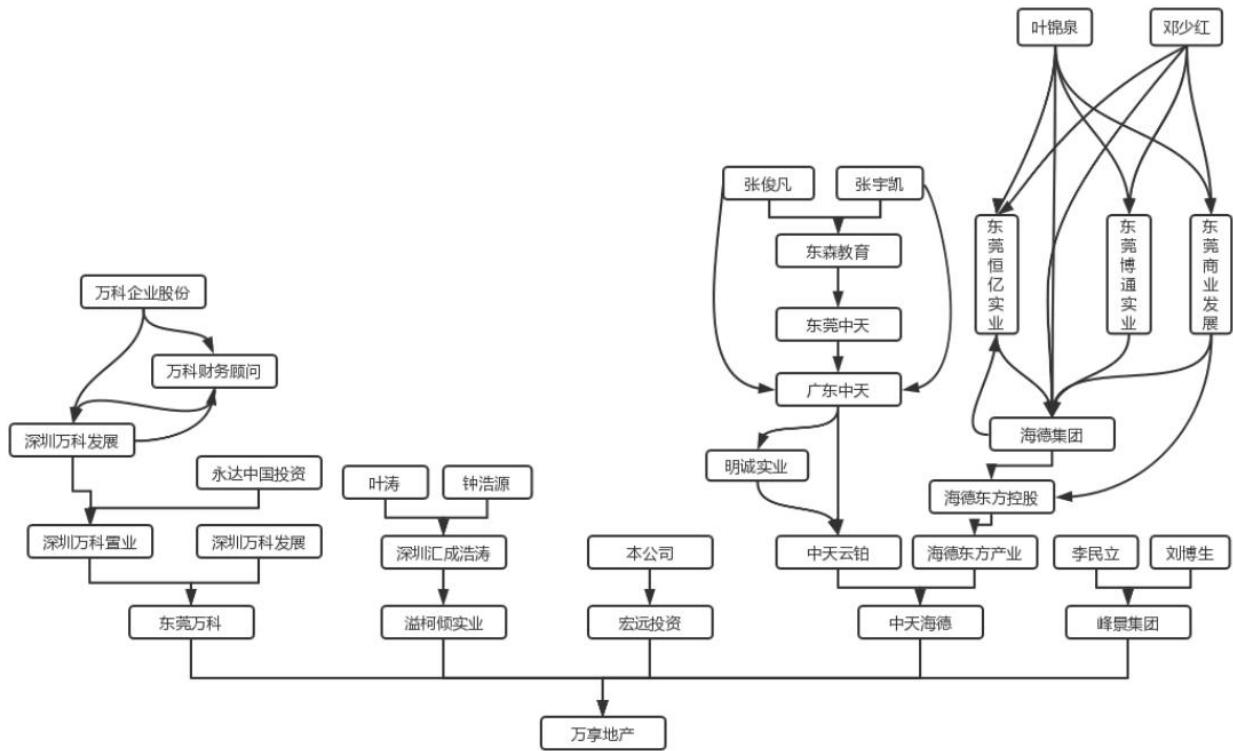 叶锦泉
邓少红
张俊凡
张宇凯
东莞恒亿实业
东莞博通实业
东莞商业发展
东森教育
万科企业股份
东莞中天
万科财务顾问
广东中天
深圳万科发展
海德集团
永达中国投资
叶涛
钟浩源
明诚实业
海德东方控股
深圳万科置业
深圳万科发展
深圳汇成浩涛
本公司
中天云铂
海德东方产业
李民立
刘博生
东莞万科
溢柯倾实业
宏远投资
中天海德
峰景集团
万享地产